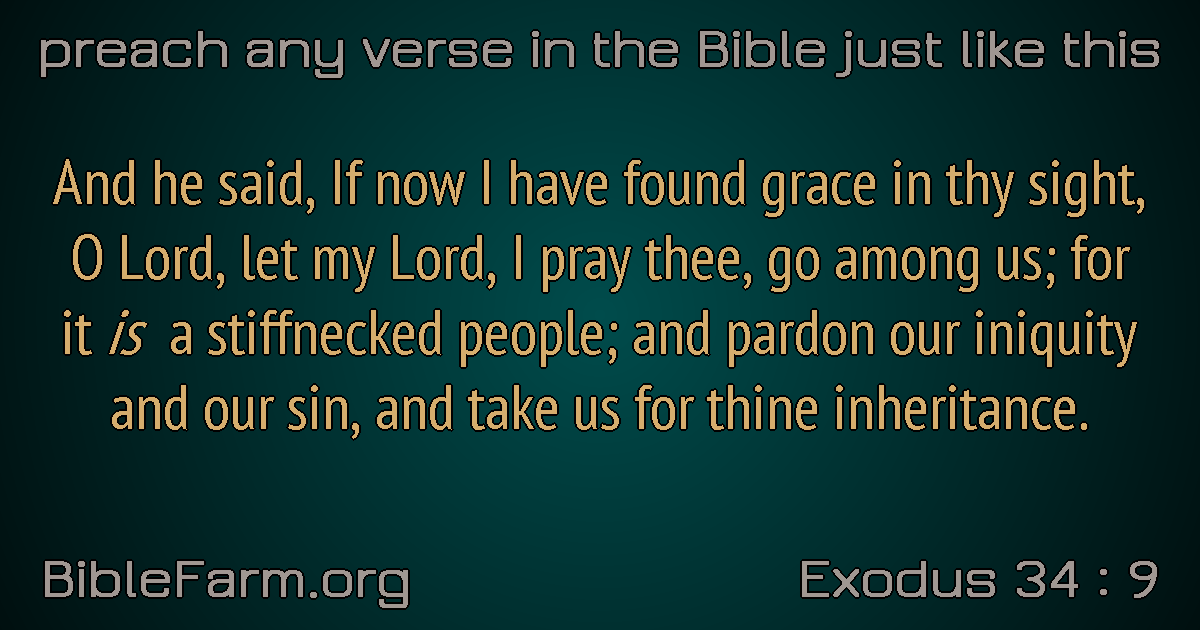 preach any verse in the Bible just like this
And he said, If now I have found grace in thy sight,
O Lord, let my Lord, I pray thee, go among us; for
it is a stiffnecked people; and pardon our iniquity
and our sin, and take us for thine inheritance.
BibleFarm.org
Exodus 34 : 9